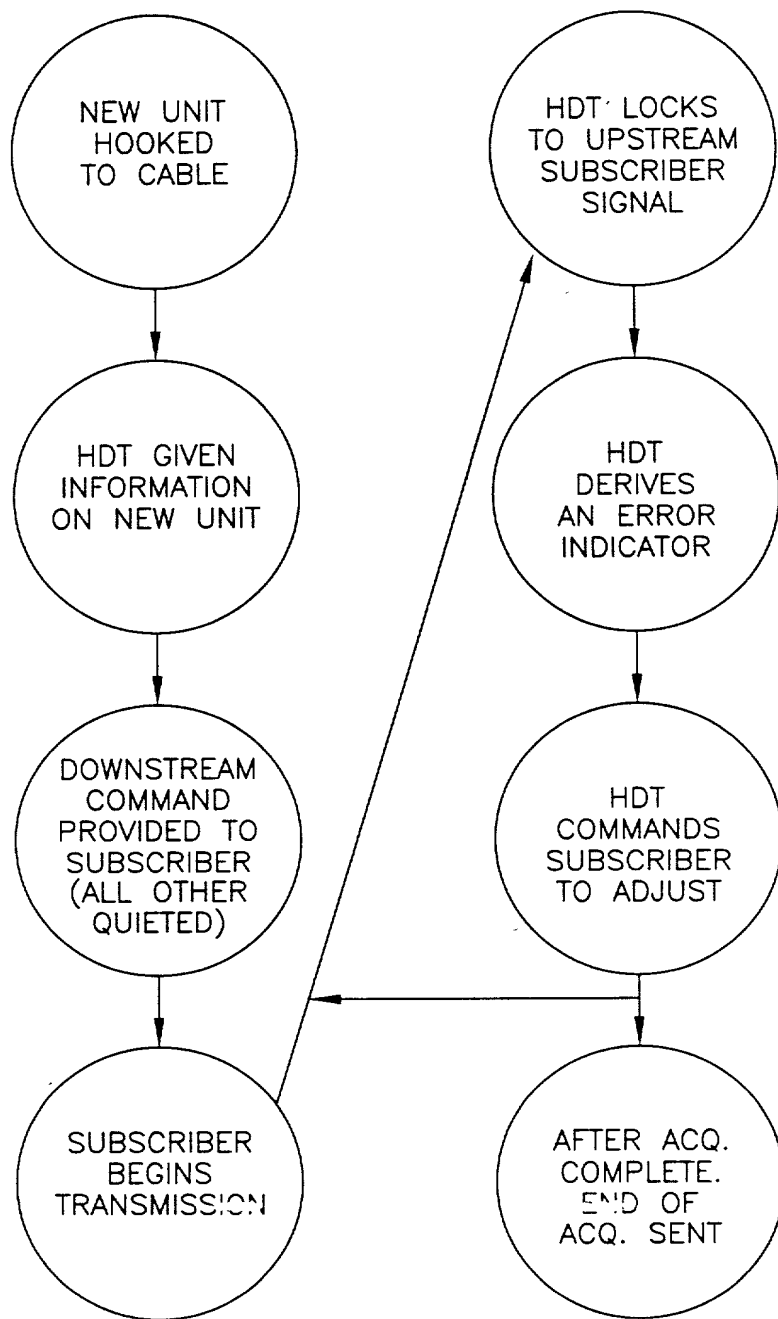 NEW UNIT
HOOKED
TO CABLE
HDT GIVEN
INFORMATION
ON NEW UNIT
DOWNSTREAM
COMMAND
PROVIDED TO
SUBSCRIBER
(ALL OTHER
QUIETED)
SUBSCRIBER
BEGINS
TRANSMISSION
HDT LOCKS
TO UPSTREAM
SUBSCRIBER
SIGNAL
HDT
DERIVES
AN ERROR
INDICATOR
HDT
COMMANDS
SUBSCRIBER
TO ADJUST
AFTER ACQ.
COMPLETE.
END OF
ACQ. SENT